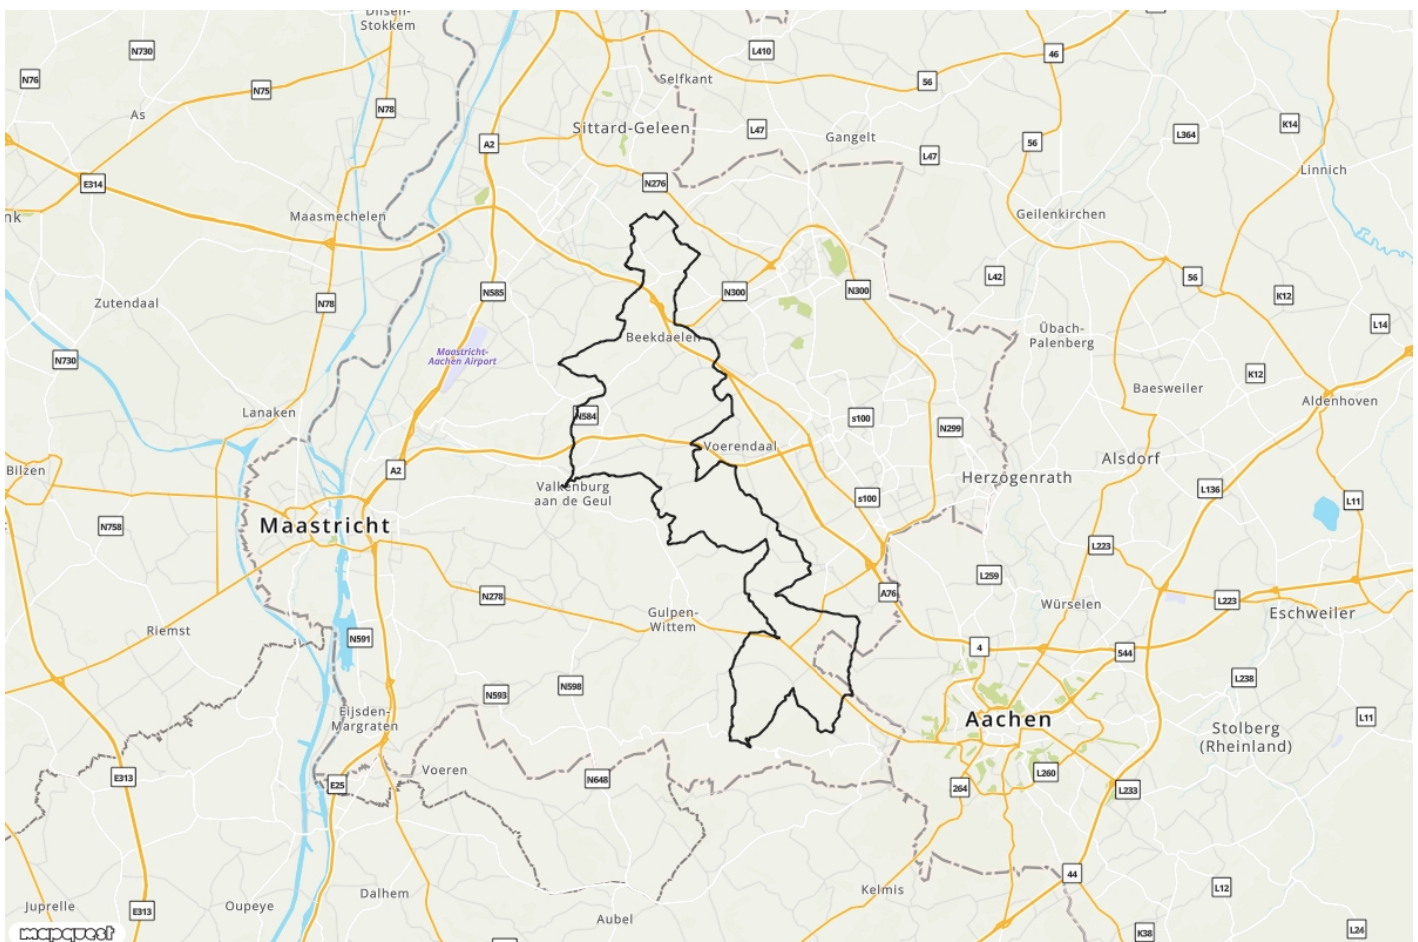 Dilsen-
Stokkem
N730
L410
46
N76
Selfkant
56
N75
N78
As
Sittard-Geleen
L47
Gangelt
K14
L364
A2
56
L47
Linnich
E314
N276
nk
Maasmechelen
Geilenkirchen
L42
56
Zutendaal
N78
N585
N300
N300
K12
L14
Beekdaelen
Übach-
Palenberg
N730
Maastricht-
Aachen Airport
K12
Baesweiler
Aldenhoven
Lanaken
N584
s100
N299
Voerendaal
Alsdorf
Bilzen
A2
Herzogenrath
Valkenburg
aan de Geul
s100
L136
L11
N758
Maastricht
L223
L259
N278
A76
Würselen
L223
Eschweiler
Gulpen-
Wittem
Riemst
N591
4
544
L238
N593
N598
Eijsden-
Margraten
Aachen
L11
Stolberg
(Rheinland)
E313
Voeren
N648
L260
E25
264
L233
44
Kelmis
L12
Dalhem
Juprelle
Oupeye
E313
Aubel
L24
K38
mapquest